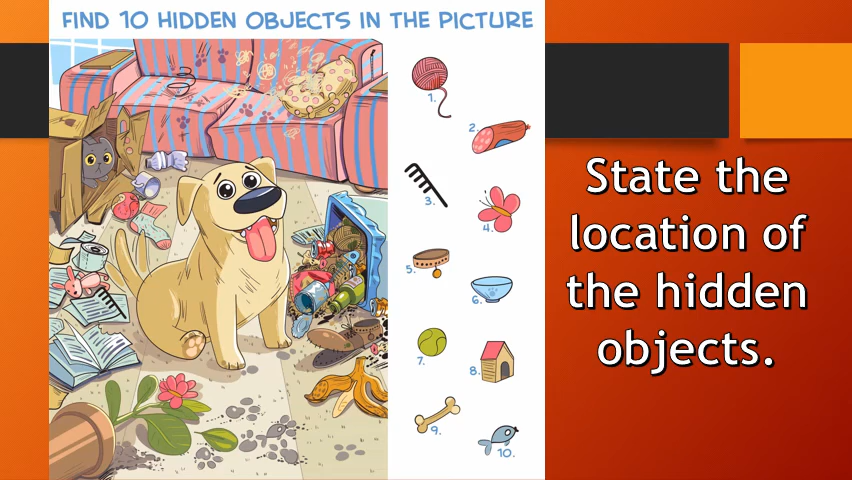 FIND 10 HIDDEN OBJECTS IN THE PICTURE
1.
2.
3.
4.
5.
6.
7.
8.
9.
10.
State the
location of
the hidden
objects.